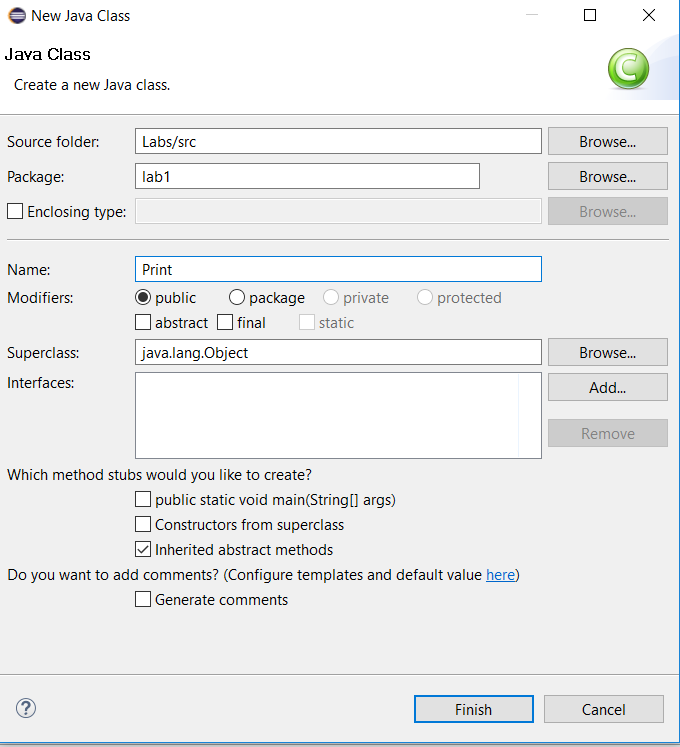 New Java Class
Java Class
Create a new Java class.
Source folder: Labs/src Browse...
Package: lab1 Browse...
Enclosing type: Browse...
Name: Print
Modifiers: public package private protected
abstract final static
Superclass: java.lang.Object Browse...
Interfaces: Add...
Remove
Which method stubs would you like to create?
public static void main(String[] args)
Constructors from superclass
Inherited abstract methods
Do you want to add comments? (Configure templates and default value here)
Generate comments
? Finish Cancel